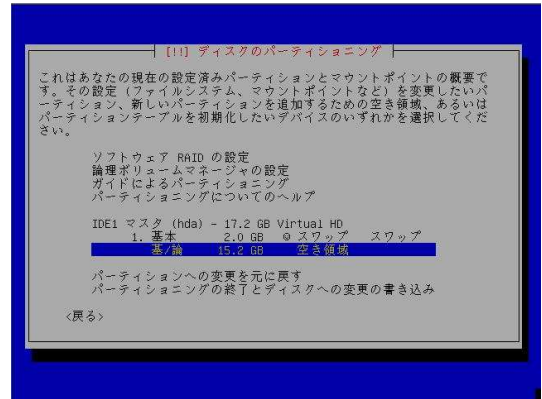 [!!] ディスクのパーティショニング
これはあなたの現在の設定済みパーティションとマウントポイントの概要で
す。その設定 (ファイルシステム、マウントポイントなど) を変更したいパ
ーティション、新しいパーティションを追加するための空き領域、あるいは
パーティションテーブルを初期化したいデバイスのいずれかを選択してくだ
さい。
ソフトウェア RAID の設定
論理ボリュームマネージャの設定
ガイドによるパーティショニング
パーティショニングについてのヘルプ
IDE1 マスタ (hda) - 17.2 GB Virtual HD
1. 基本 2.0 GB ◎ スワップ スワップ
基/論 15.2 GB 空き領域
パーティションへの変更を元に戻す
パーティショニングの終了とディスクへの変更の書き込み
<戻る>